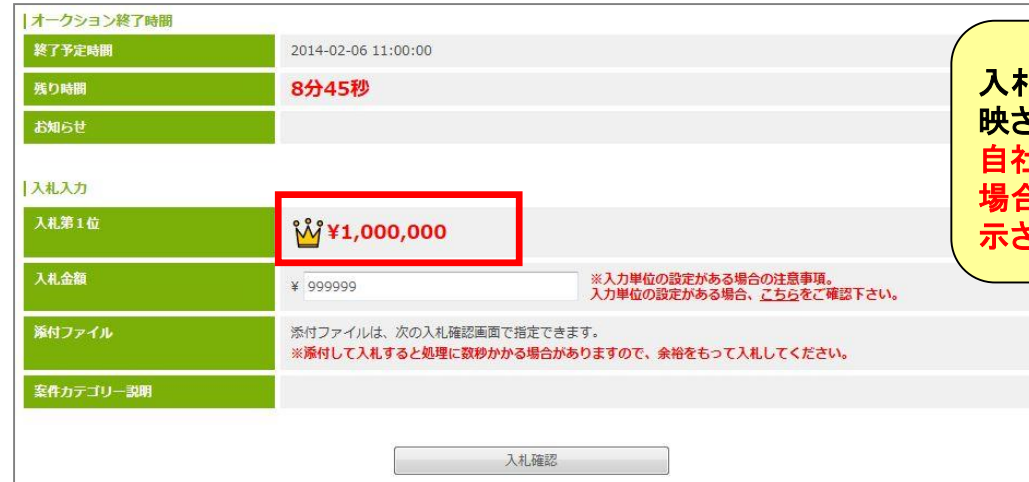 オークション終了時間
終了予定時間 2014-02-06 11:00:00
残り時間 8分45秒
お知らせ
入札入力
入札第1位 ¥1,000,000
入札金額 ¥ 999999 ※入力単位の設定がある場合の注意事項。
入力単位の設定がある場合、こちらをご確認下さい。
添付ファイル 添付ファイルは、次の入札確認画面で指定できます。
※添付して入札すると処理に数秒かかる場合がありますので、余裕をもって入札してください。
案件カテゴリー説明
入札確認
入札
映さ
自社
場合
示さ